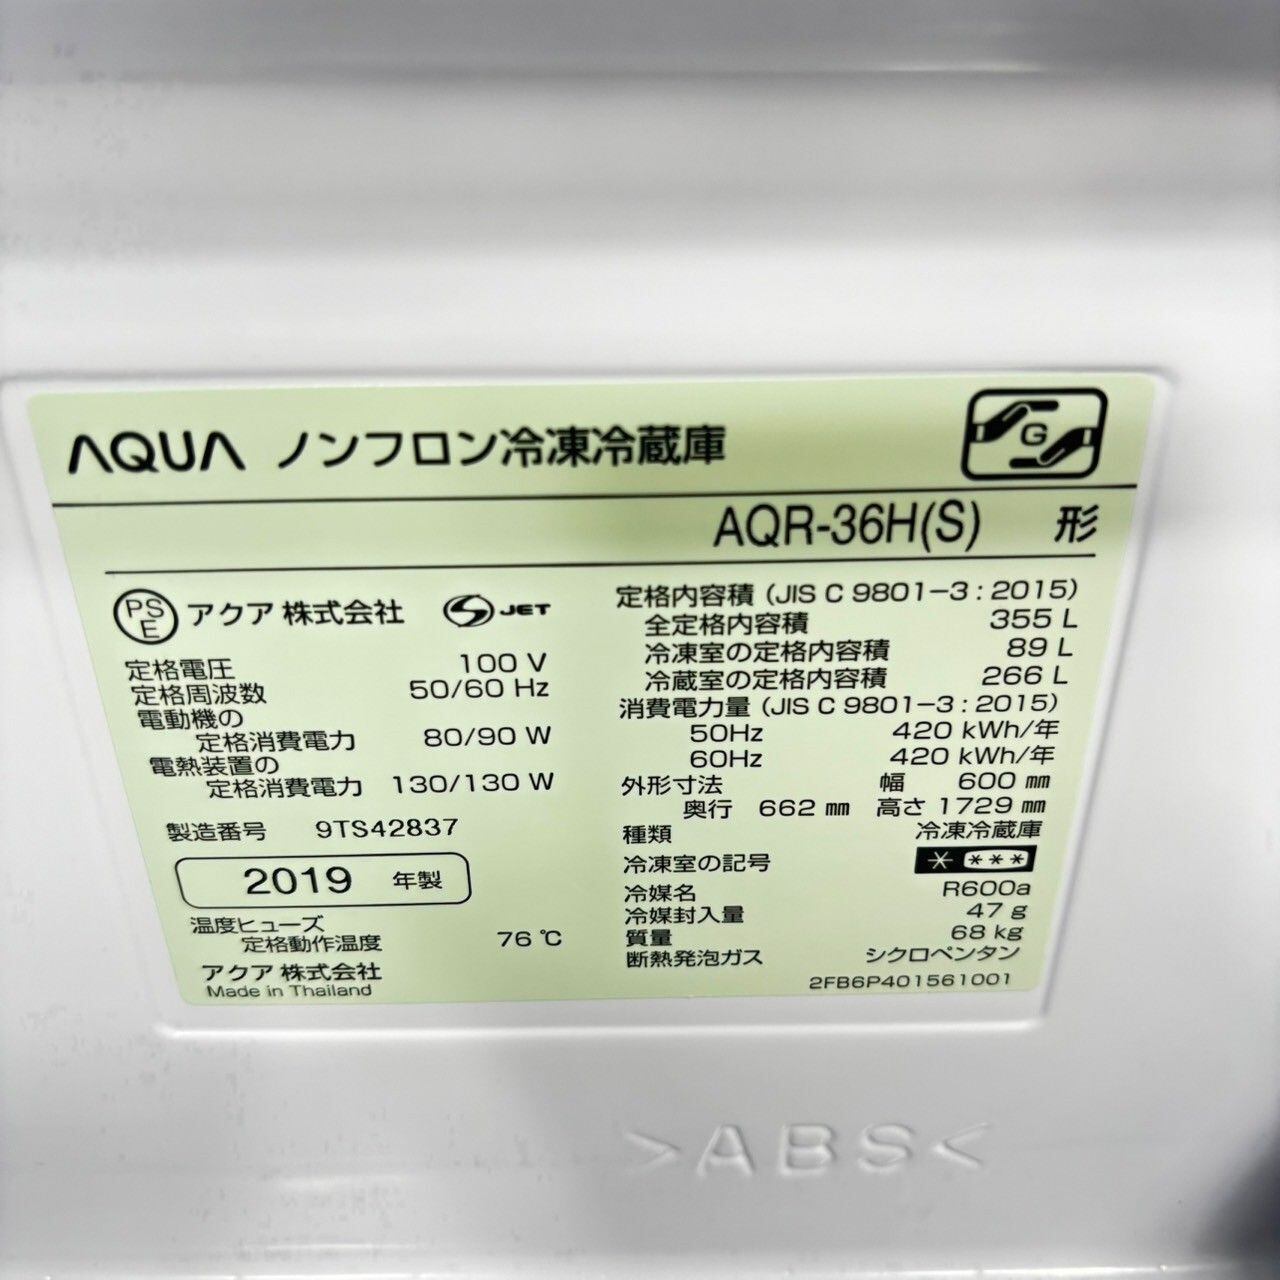 AQUA ノンフロン冷凍冷蔵庫
G
AQR-36H(S) 形
PSE アクア 株式会社 S JET
定格電圧 100 V
定格周波数 50/60 Hz
電動機の
定格消費電力 80/90 W
電熱装置の
定格消費電力 130/130 W
製造番号 9TS42837
2019 年製
温度ヒューズ
定格動作温度 76 ℃
アクア 株式会社
Made in Thailand
定格内容積 (JIS C 9801-3:2015)
全定格内容積 355 L
冷凍室の定格内容積 89 L
冷蔵室の定格内容積 266 L
消費電力量 (JIS C 9801-3:2015)
50Hz 420 kWh/年
60Hz 420 kWh/年
外形寸法 幅 600 mm
奥行 662 mm 高さ 1729 mm
種類 冷凍冷蔵庫
冷凍室の記号 * ***
冷媒名 R600a
冷媒封入量 47 g
質量 68 kg
断熱発泡ガス シクロペンタン
2FB6P401561001
>ABS<